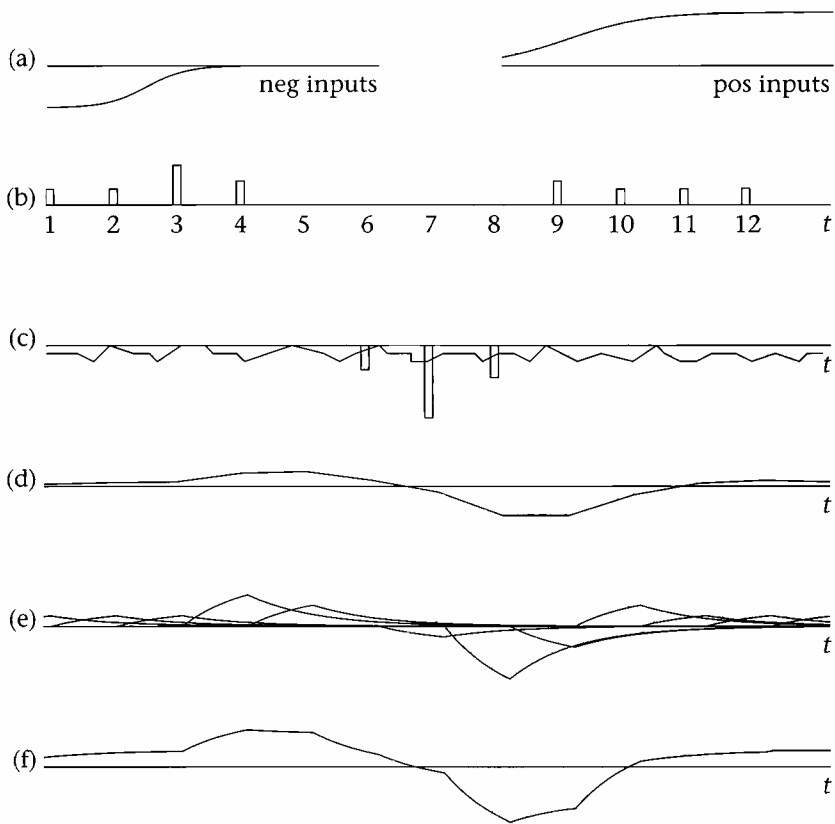 (a)
neg inputs
pos inputs
(b)
1 2 3 4 5 6 7 8 9 10 11 12 t
(c)
t
(d)
t
(e)
t
(f)
t